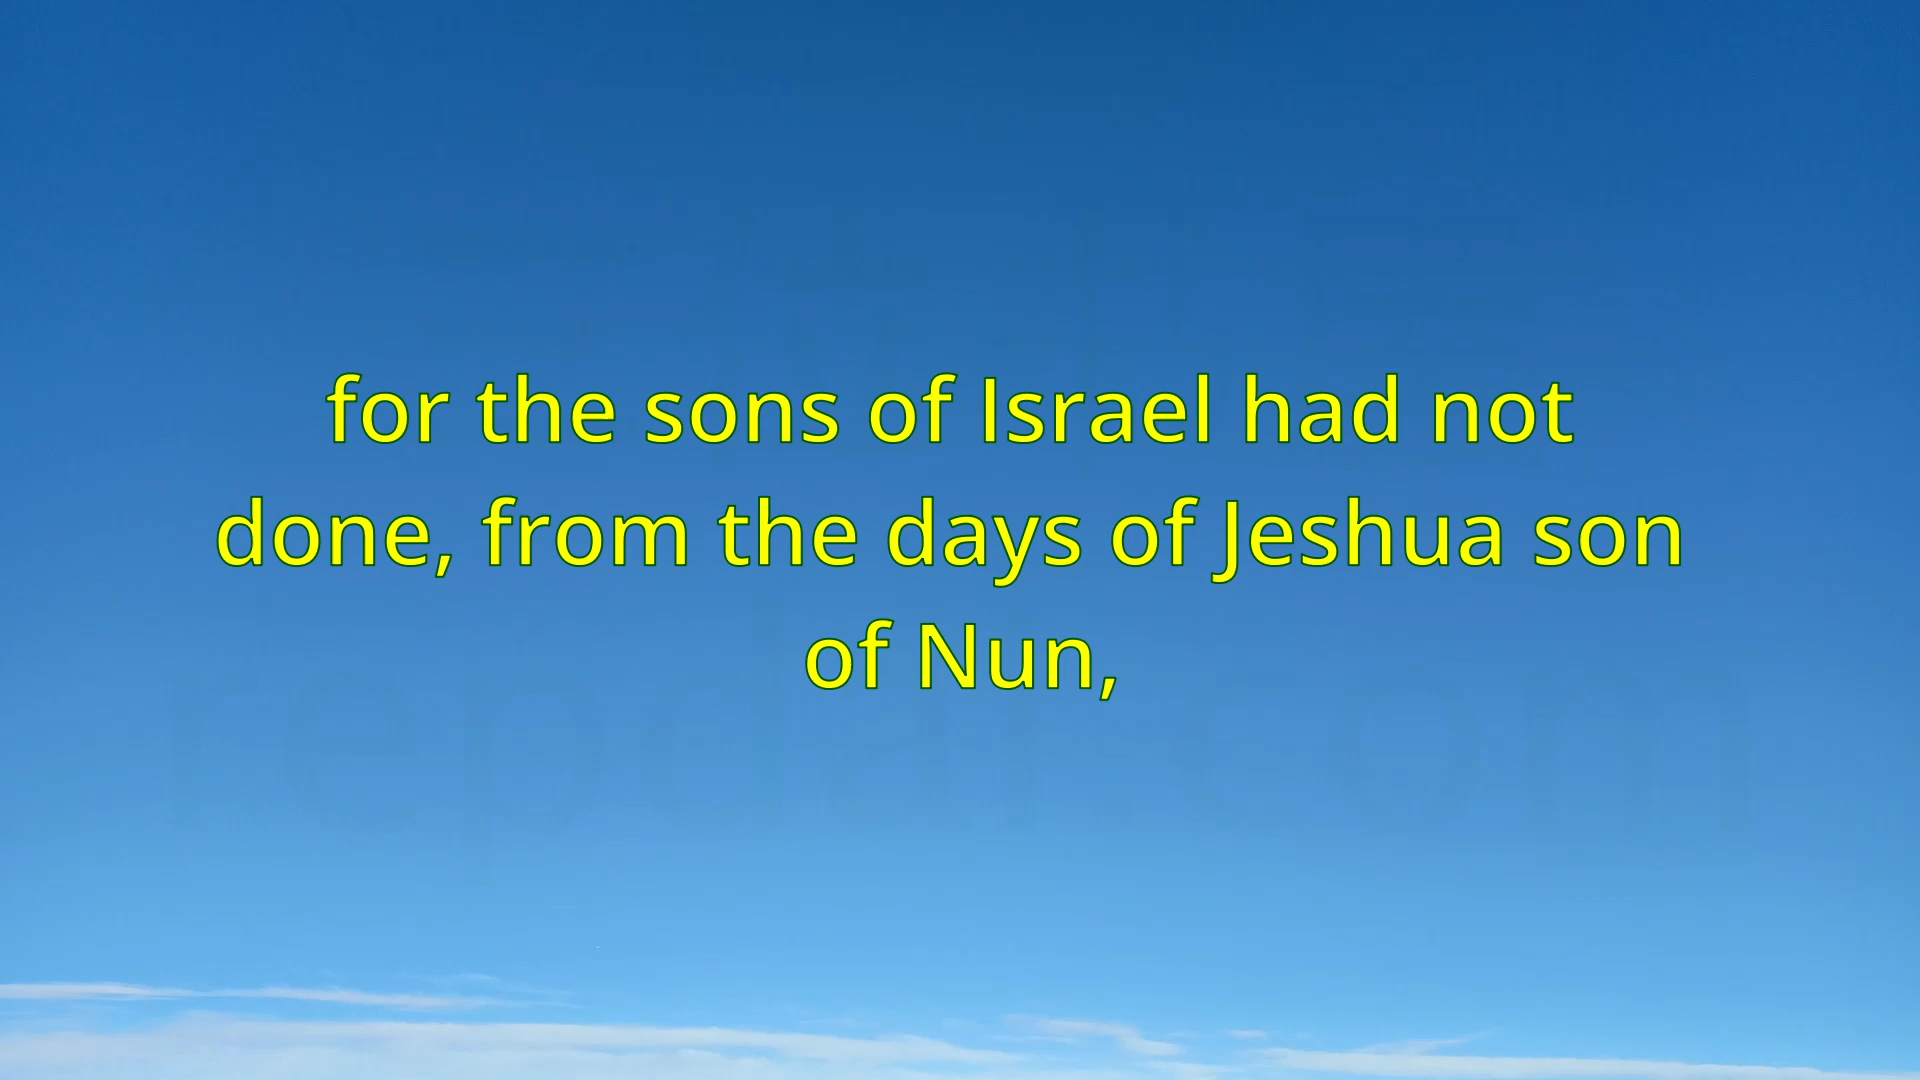 for the sons of Israel had not
done, from the days of Jeshua son
of Nun,